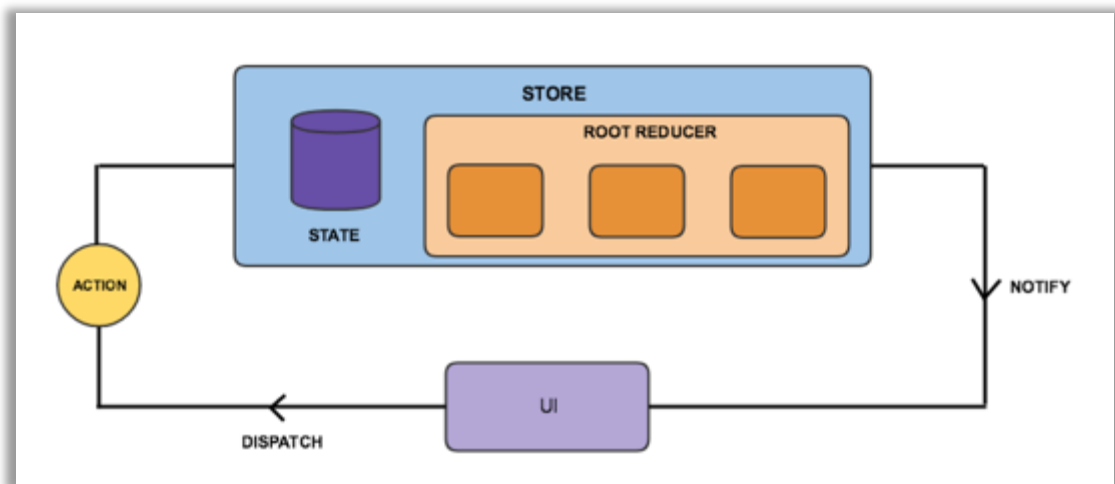 STORE
ROOT REDUCER
STATE
ACTION
NOTIFY
UI
DISPATCH